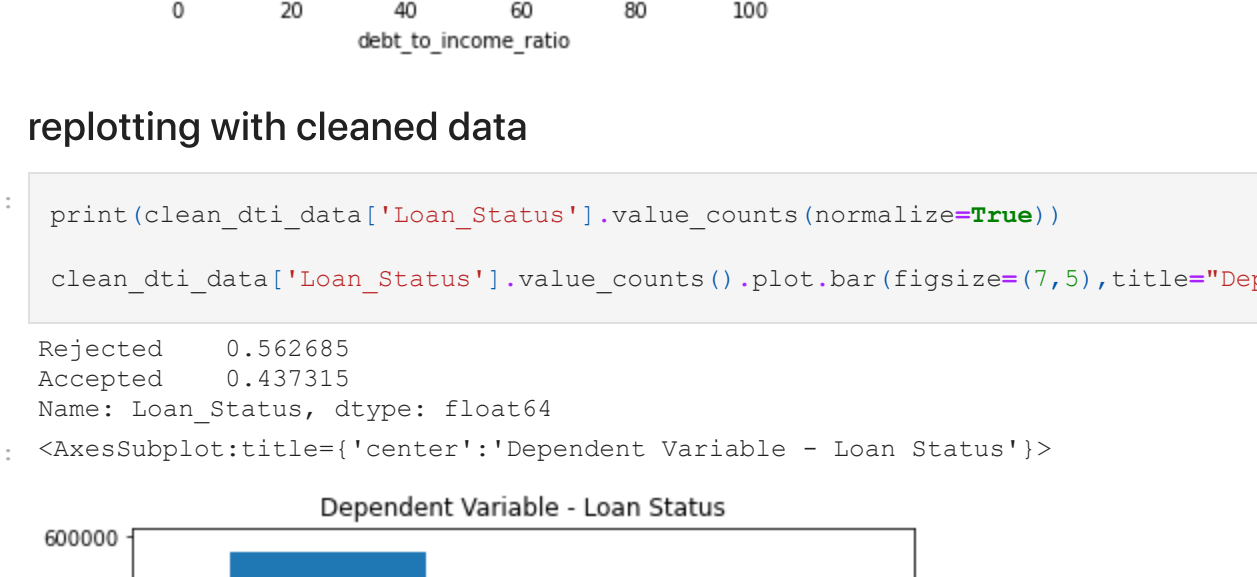 0 20 40 60 80 100
debt_to_income_ratio
replotting with cleaned data
:
print(clean_dti_data['Loan_Status'].value_counts(normalize=True))
clean_dti_data['Loan_Status'].value_counts().plot.bar(figsize=(7,5),title="Dep
Rejected    0.562685
Accepted    0.437315
Name: Loan_Status, dtype: float64
: <AxesSubplot:title={'center':'Dependent Variable - Loan Status'}>
Dependent Variable - Loan Status
600000